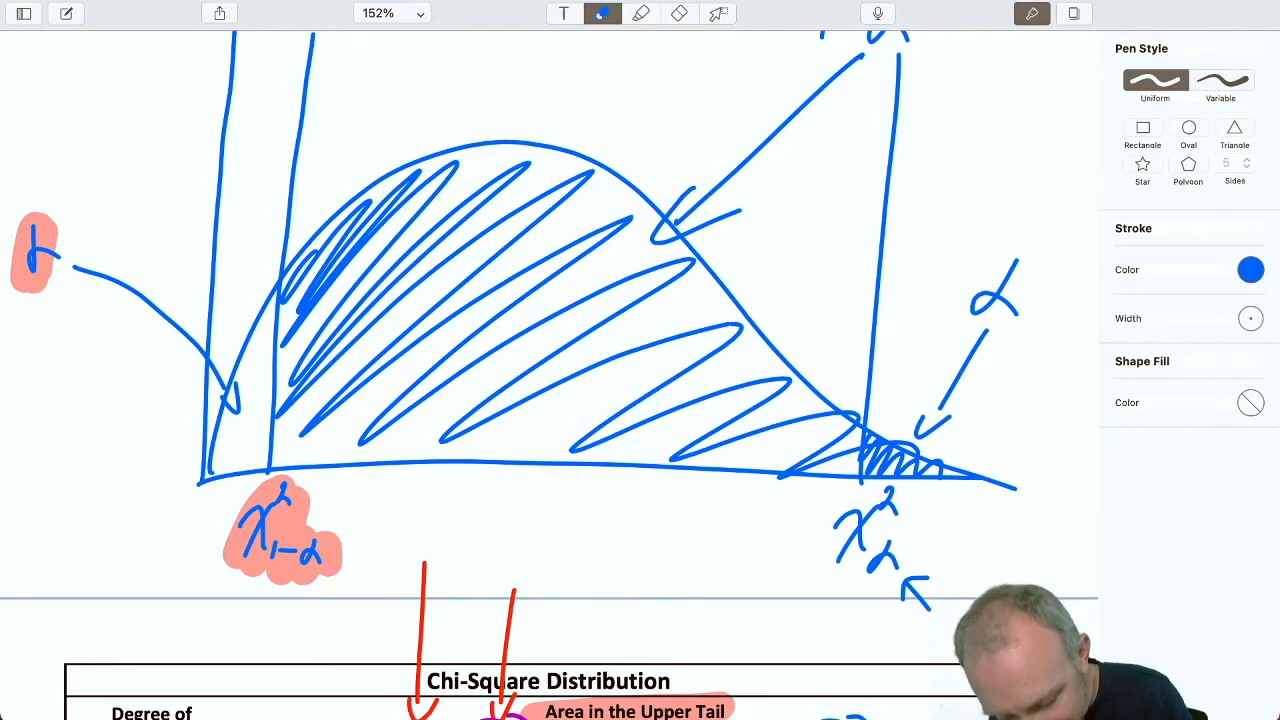 152%
T
Pen Style
Uniform Variable
Rectangle Oval Triangle
Star Polygon 5 Sides
Stroke
Color
Width
Shape Fill
Color
α
α
χ²1-α
χ²α
Chi-Square Distribution
Degree of
Area in the Upper Tail